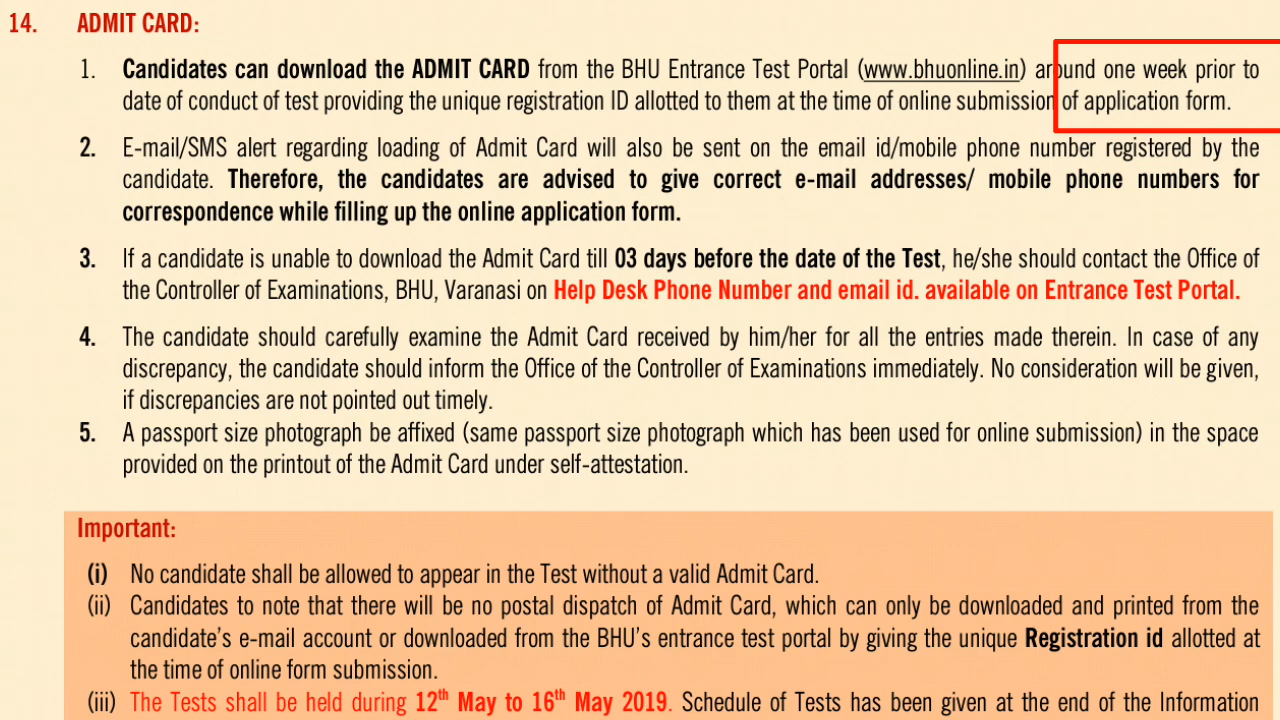 14. ADMIT CARD:
1. Candidates can download the ADMIT CARD from the BHU Entrance Test Portal (www.bhuonline.in) around one week prior to
date of conduct of test providing the unique registration ID allotted to them at the time of online submission of application form.
2. E-mail/SMS alert regarding loading of Admit Card will also be sent on the email id/mobile phone number registered by the
candidate. Therefore, the candidates are advised to give correct e-mail addresses/ mobile phone numbers for
correspondence while filling up the online application form.
3. If a candidate is unable to download the Admit Card till 03 days before the date of the Test, he/she should contact the Office of
the Controller of Examinations, BHU, Varanasi on Help Desk Phone Number and email id. available on Entrance Test Portal.
4. The candidate should carefully examine the Admit Card received by him/her for all the entries made therein. In case of any
discrepancy, the candidate should inform the Office of the Controller of Examinations immediately. No consideration will be given,
if discrepancies are not pointed out timely.
5. A passport size photograph be affixed (same passport size photograph which has been used for online submission) in the space
provided on the printout of the Admit Card under self-attestation.
Important:
(i) No candidate shall be allowed to appear in the Test without a valid Admit Card.
(ii) Candidates to note that there will be no postal dispatch of Admit Card, which can only be downloaded and printed from the
candidate's e-mail account or downloaded from the BHU's entrance test portal by giving the unique Registration id allotted at
the time of online form submission.
(iii) The Tests shall be held during 12th May to 16th May 2019. Schedule of Tests has been given at the end of the Information